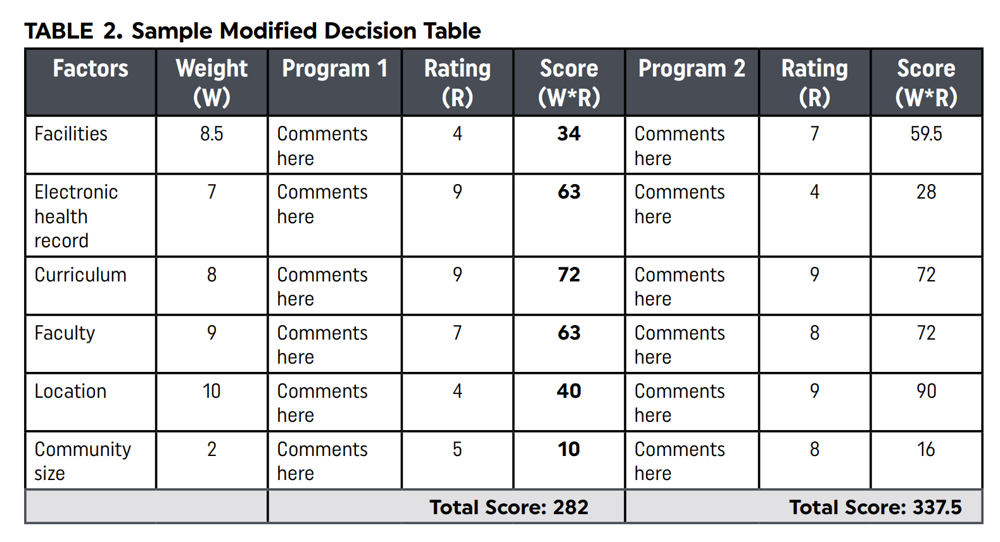 TABLE 2. Sample Modified Decision Table
Factors Weight (W) Program 1 Rating (R) Score (W*R) Program 2 Rating (R) Score (W*R)
Facilities 8.5 Comments here 4 34 Comments here 7 59.5
Electronic health record 7 Comments here 9 63 Comments here 4 28
Curriculum 8 Comments here 9 72 Comments here 9 72
Faculty 9 Comments here 7 63 Comments here 8 72
Location 10 Comments here 4 40 Comments here 9 90
Community size 2 Comments here 5 10 Comments here 8 16
Total Score: 282 Total Score: 337.5